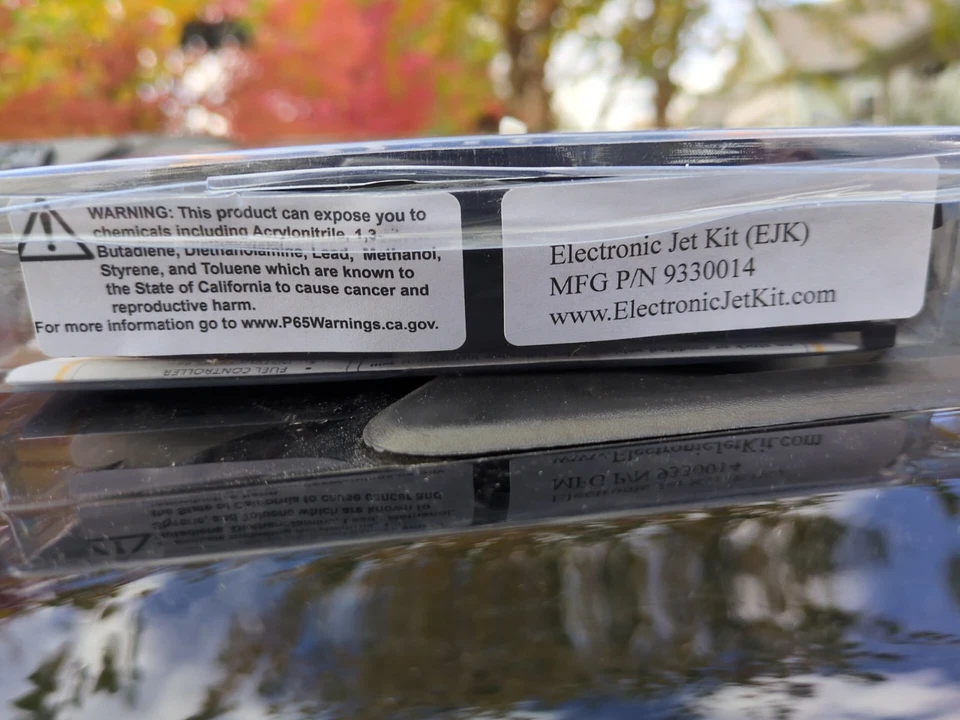 WARNING: This product can expose you to
chemicals including Acrylonitrile, 1,3
Butadiene, Diethanolamine, Lead, Methanol,
Styrene, and Toluene which are known to
the State of California to cause cancer and
reproductive harm.
For more information go to www.P65Warnings.ca.gov.
Electronic Jet Kit (EJK)
MFG P/N 9330014
www.ElectronicJetKit.com
FUEL CONTROLLER